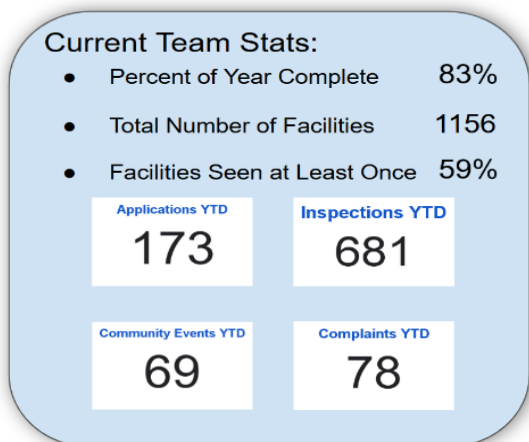 Current Team Stats:
● Percent of Year Complete 83%
● Total Number of Facilities 1156
● Facilities Seen at Least Once 59%
Applications YTD Inspections YTD
173 681
Community Events YTD Complaints YTD
69 78